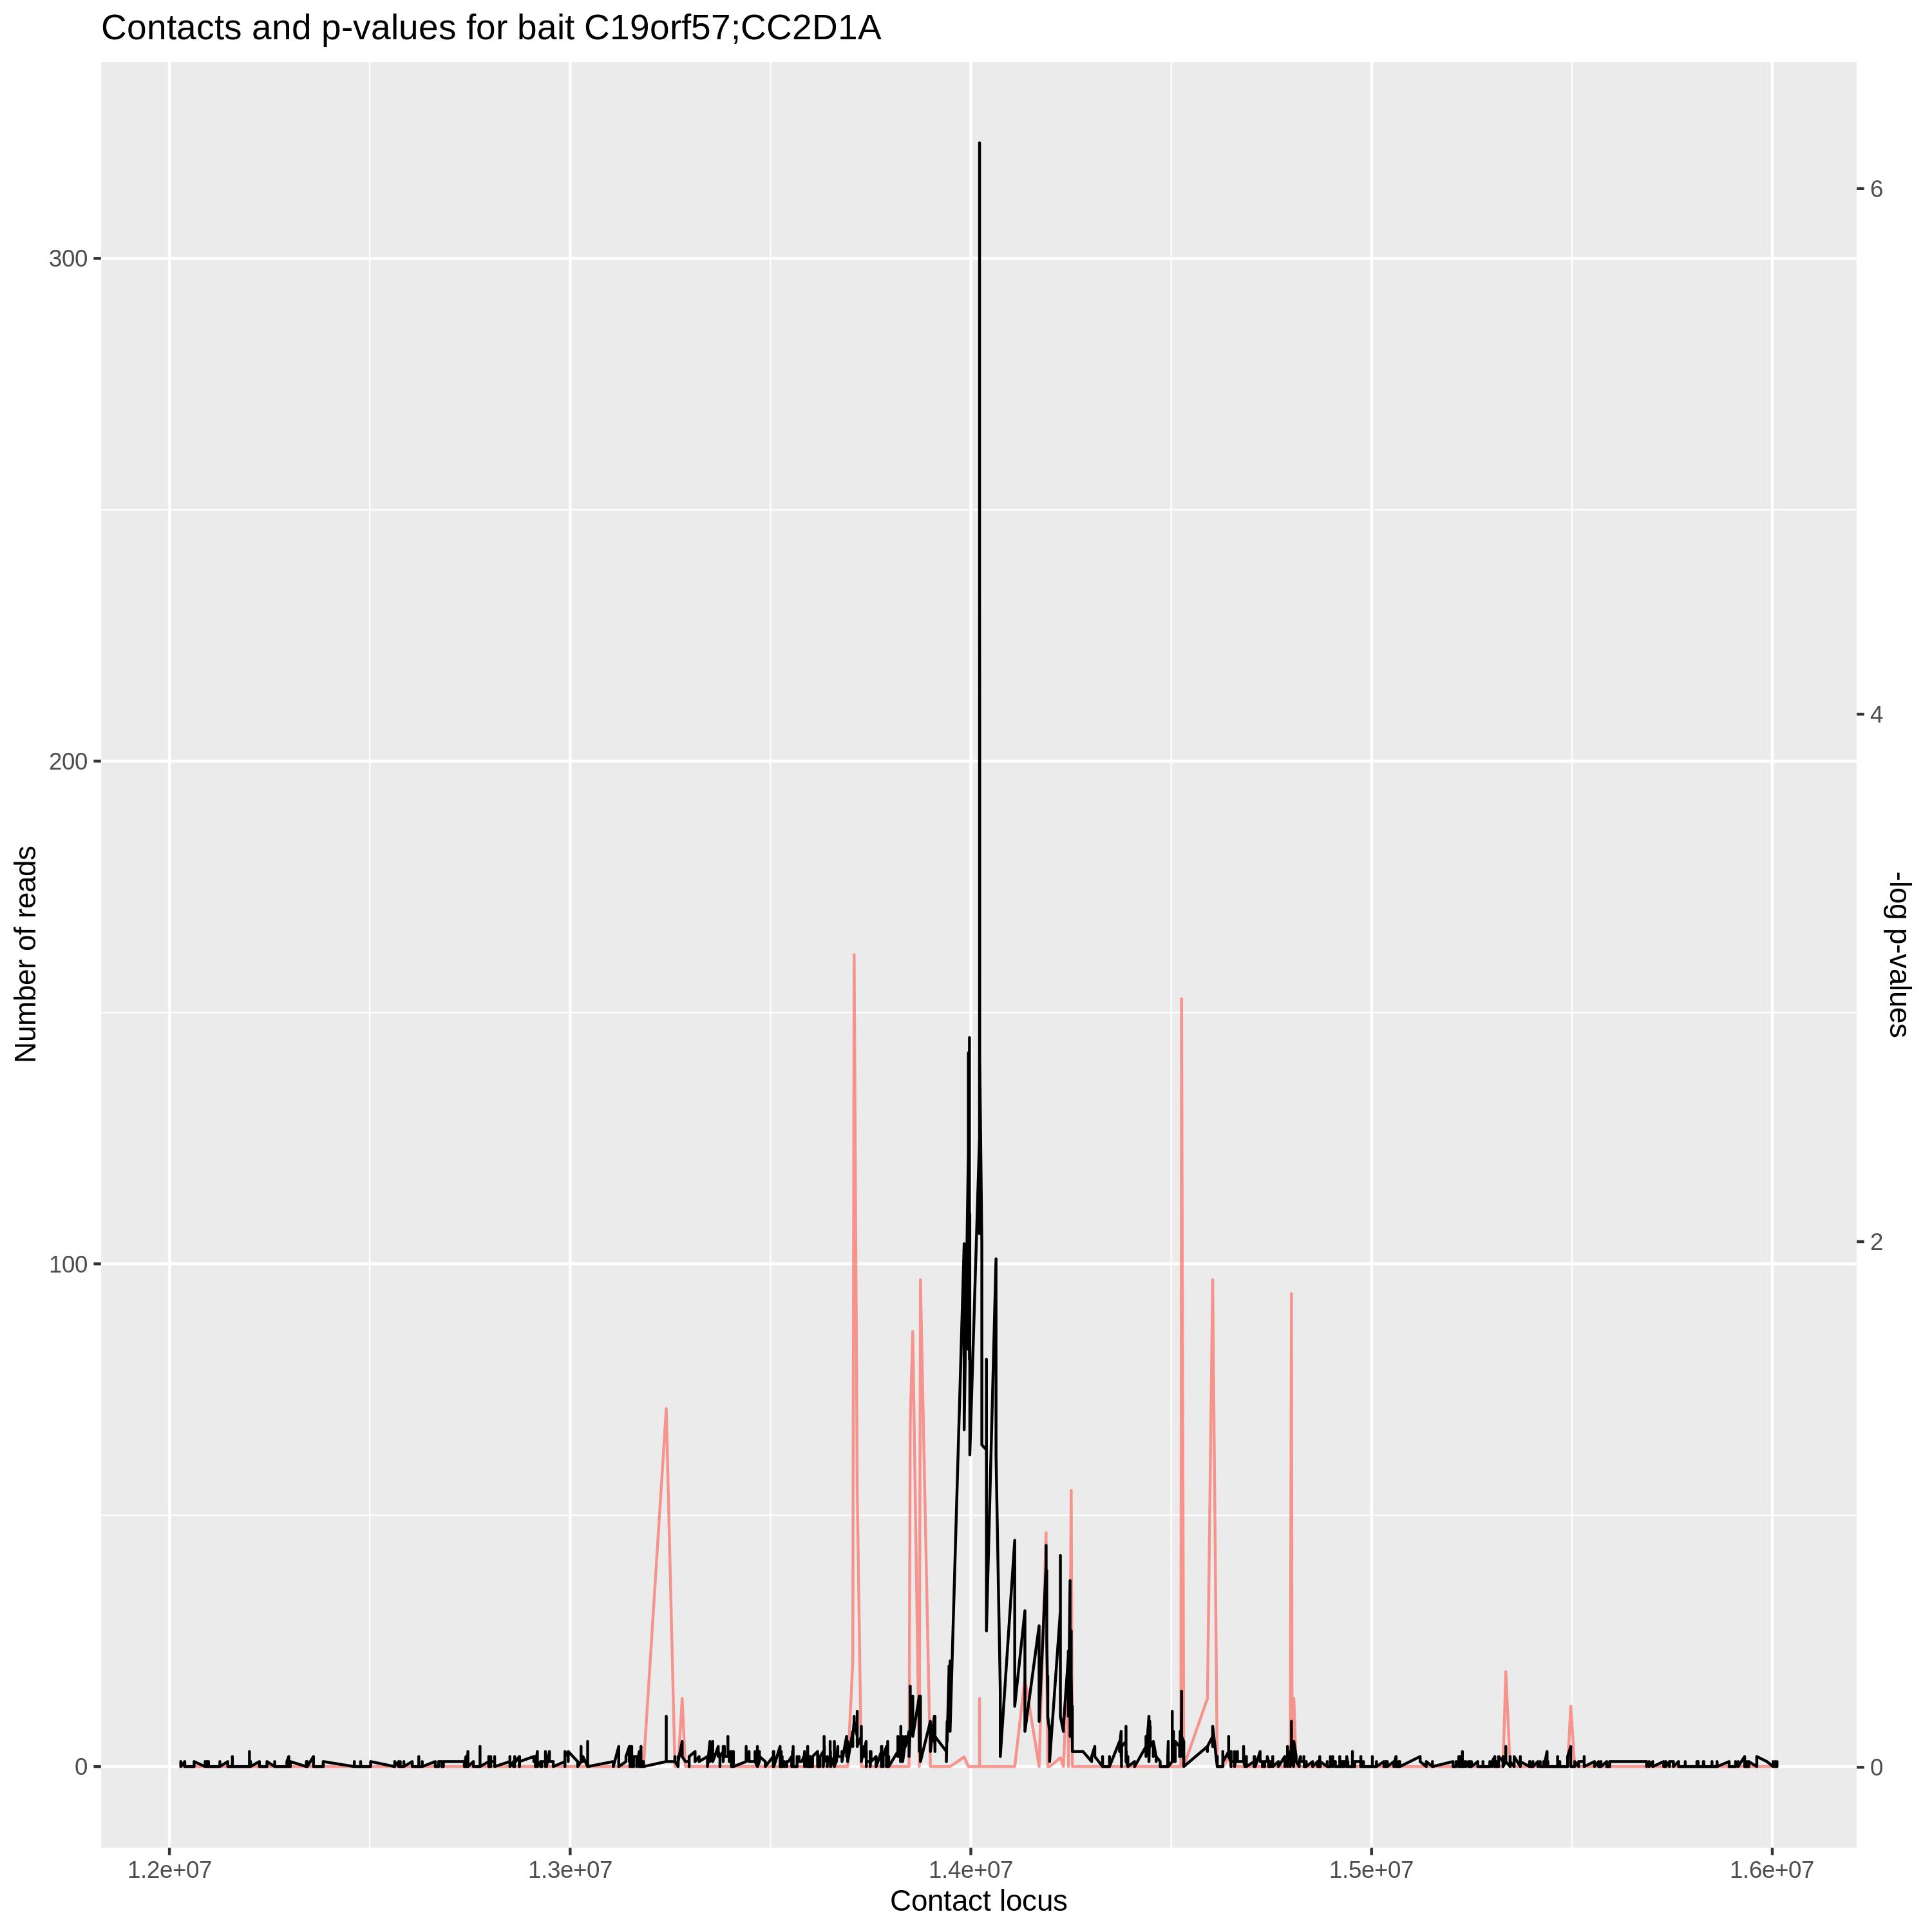 Contacts and p-values for bait C19orf57;CC2D1A
Number of reads
300
200
100
0
6
4
2
0
-log p-values
1.2e+07
1.3e+07
1.4e+07
1.5e+07
1.6e+07
Contact locus